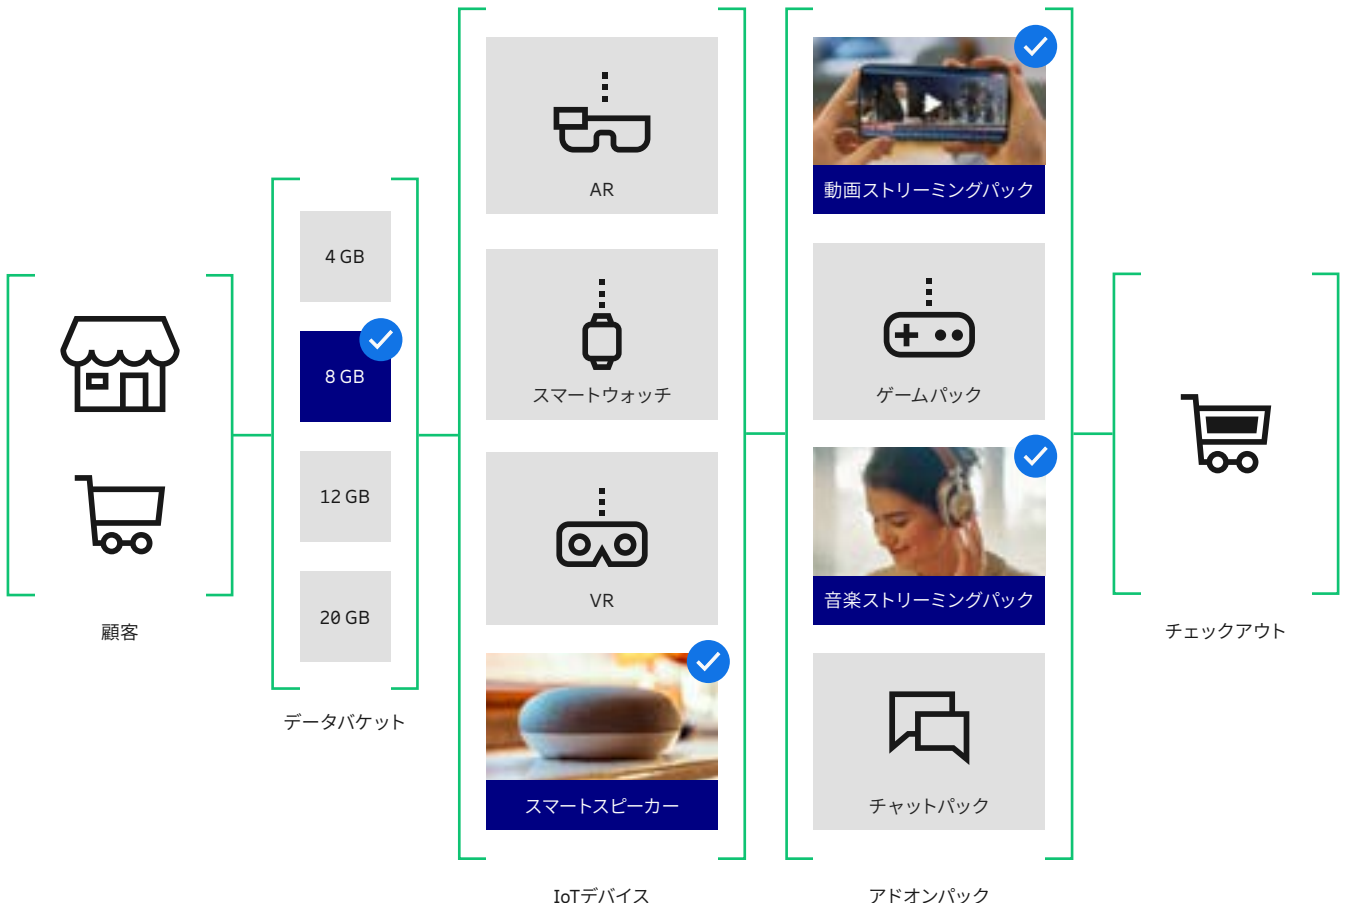 顧客
4 GB
8 GB
12 GB
20 GB
データバケット
AR
スマートウォッチ
VR
スマートスピーカー
IoTデバイス
動画ストリーミングパック
ゲームパック
音楽ストリーミングパック
チャットパック
アドオンパック
チェックアウト